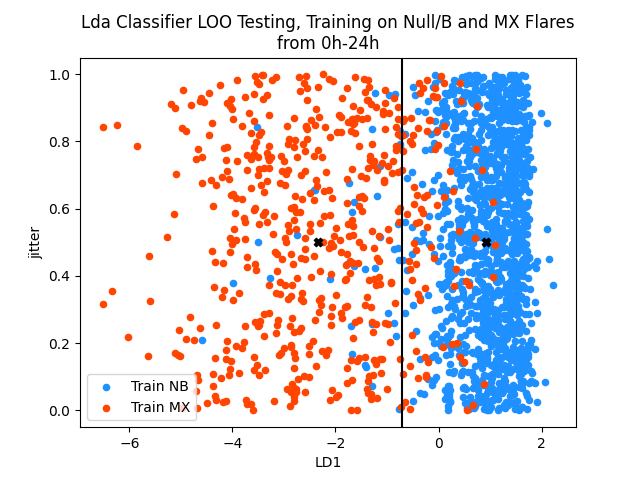 Lda Classifier LOO Testing, Training on Null/B and MX Flares
from 0h-24h
1.0
0.8
0.6
0.4
0.2
0.0
jitter
Train NB
Train MX
−6
−4
−2
0
2
LD1